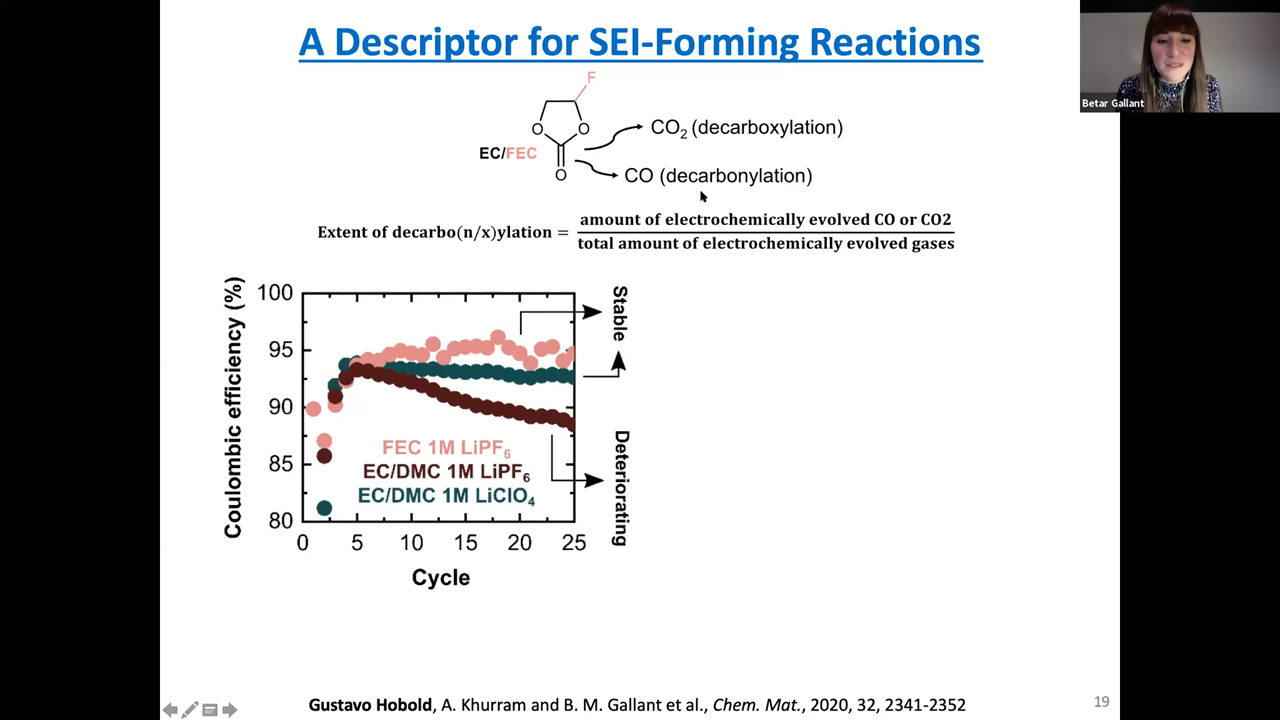 A Descriptor for SEI-Forming Reactions
Betar Gallant
F
O
O
O
EC/FEC
CO2 (decarboxylation)
CO (decarbonylation)
Extent of decarbo(n/x)ylation = amount of electrochemically evolved CO or CO2
total amount of electrochemically evolved gases
Coulombic efficiency (%)
100
95
90
85
80
0 5 10 15 20 25
Cycle
FEC 1M LiPF6
EC/DMC 1M LiPF6
EC/DMC 1M LiClO4
Stable
Deteriorating
Gustavo Hobold, A. Khurram and B. M. Gallant et al., Chem. Mat., 2020, 32, 2341-2352
19